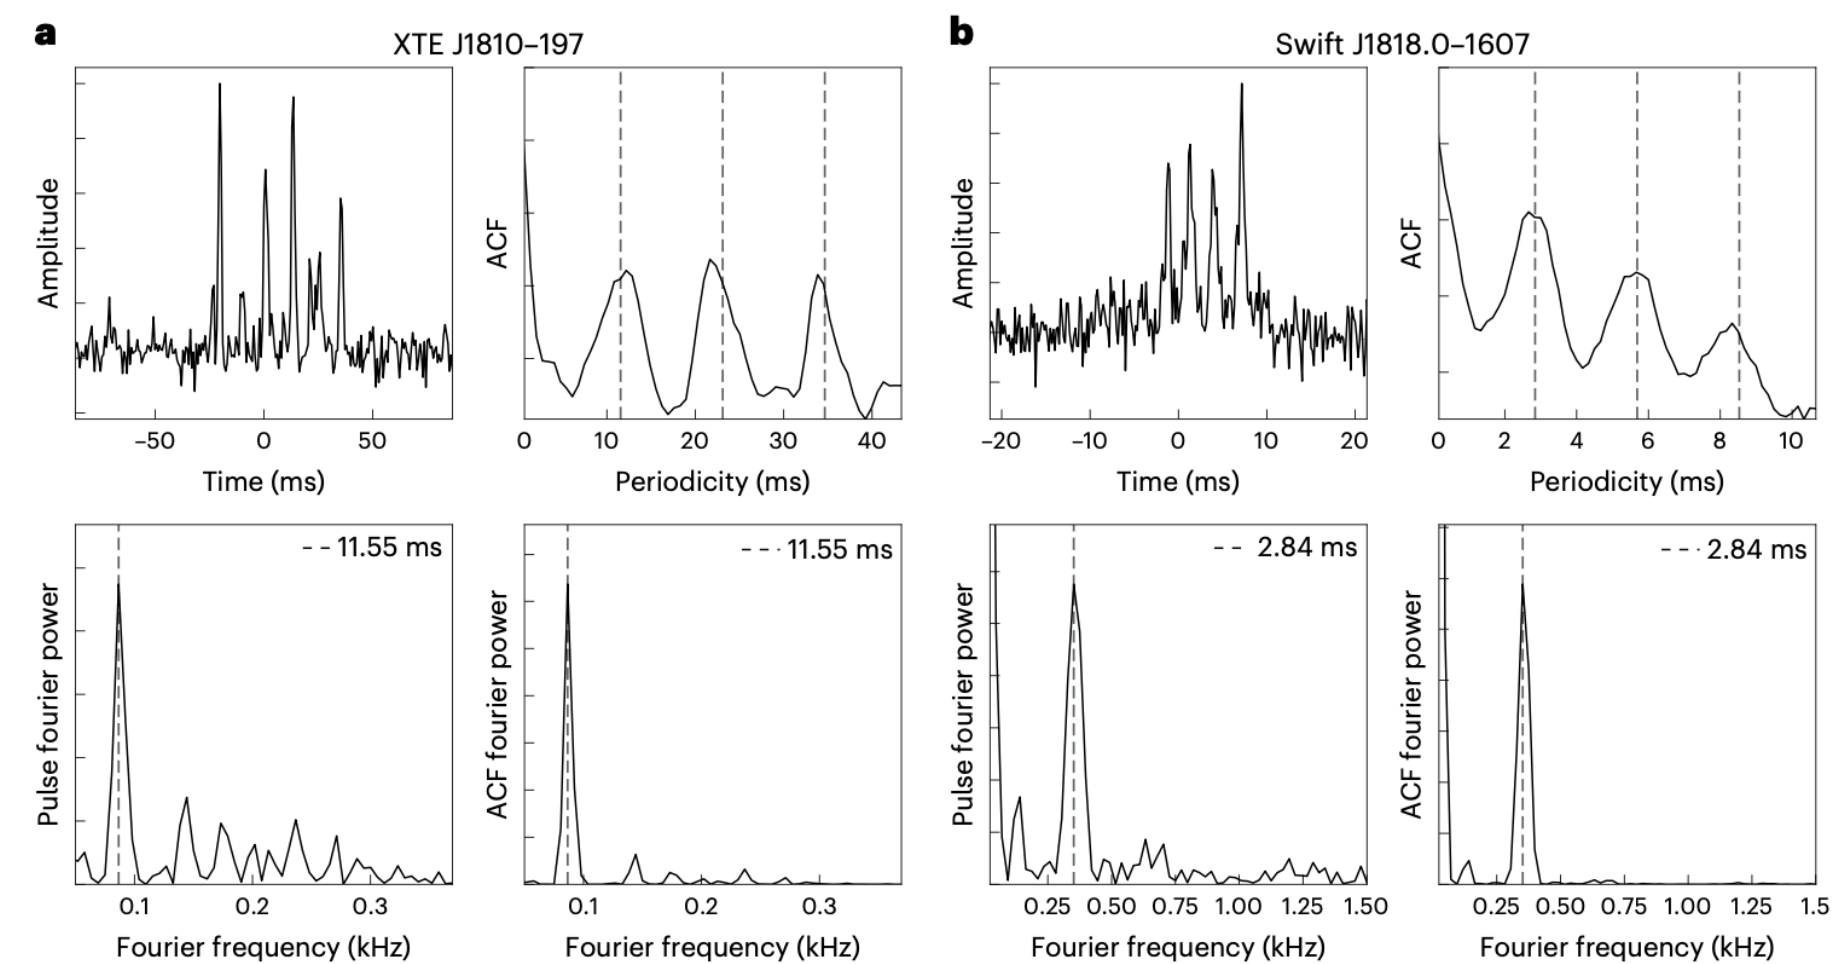 a
XTE J1810–197
b
Swift J1818.0–1607
Amplitude
−50 0 50
Time (ms)
ACF
0 10 20 30 40
Periodicity (ms)
Amplitude
−20 −10 0 10 20
Time (ms)
ACF
0 2 4 6 8 10
Periodicity (ms)
Pulse fourier power
11.55 ms
0.1 0.2 0.3
Fourier frequency (kHz)
ACF fourier power
11.55 ms
0.1 0.2 0.3
Fourier frequency (kHz)
Pulse fourier power
2.84 ms
0.25 0.50 0.75 1.00 1.25 1.50
Fourier frequency (kHz)
ACF fourier power
2.84 ms
0.25 0.50 0.75 1.00 1.25 1.5
Fourier frequency (kHz)